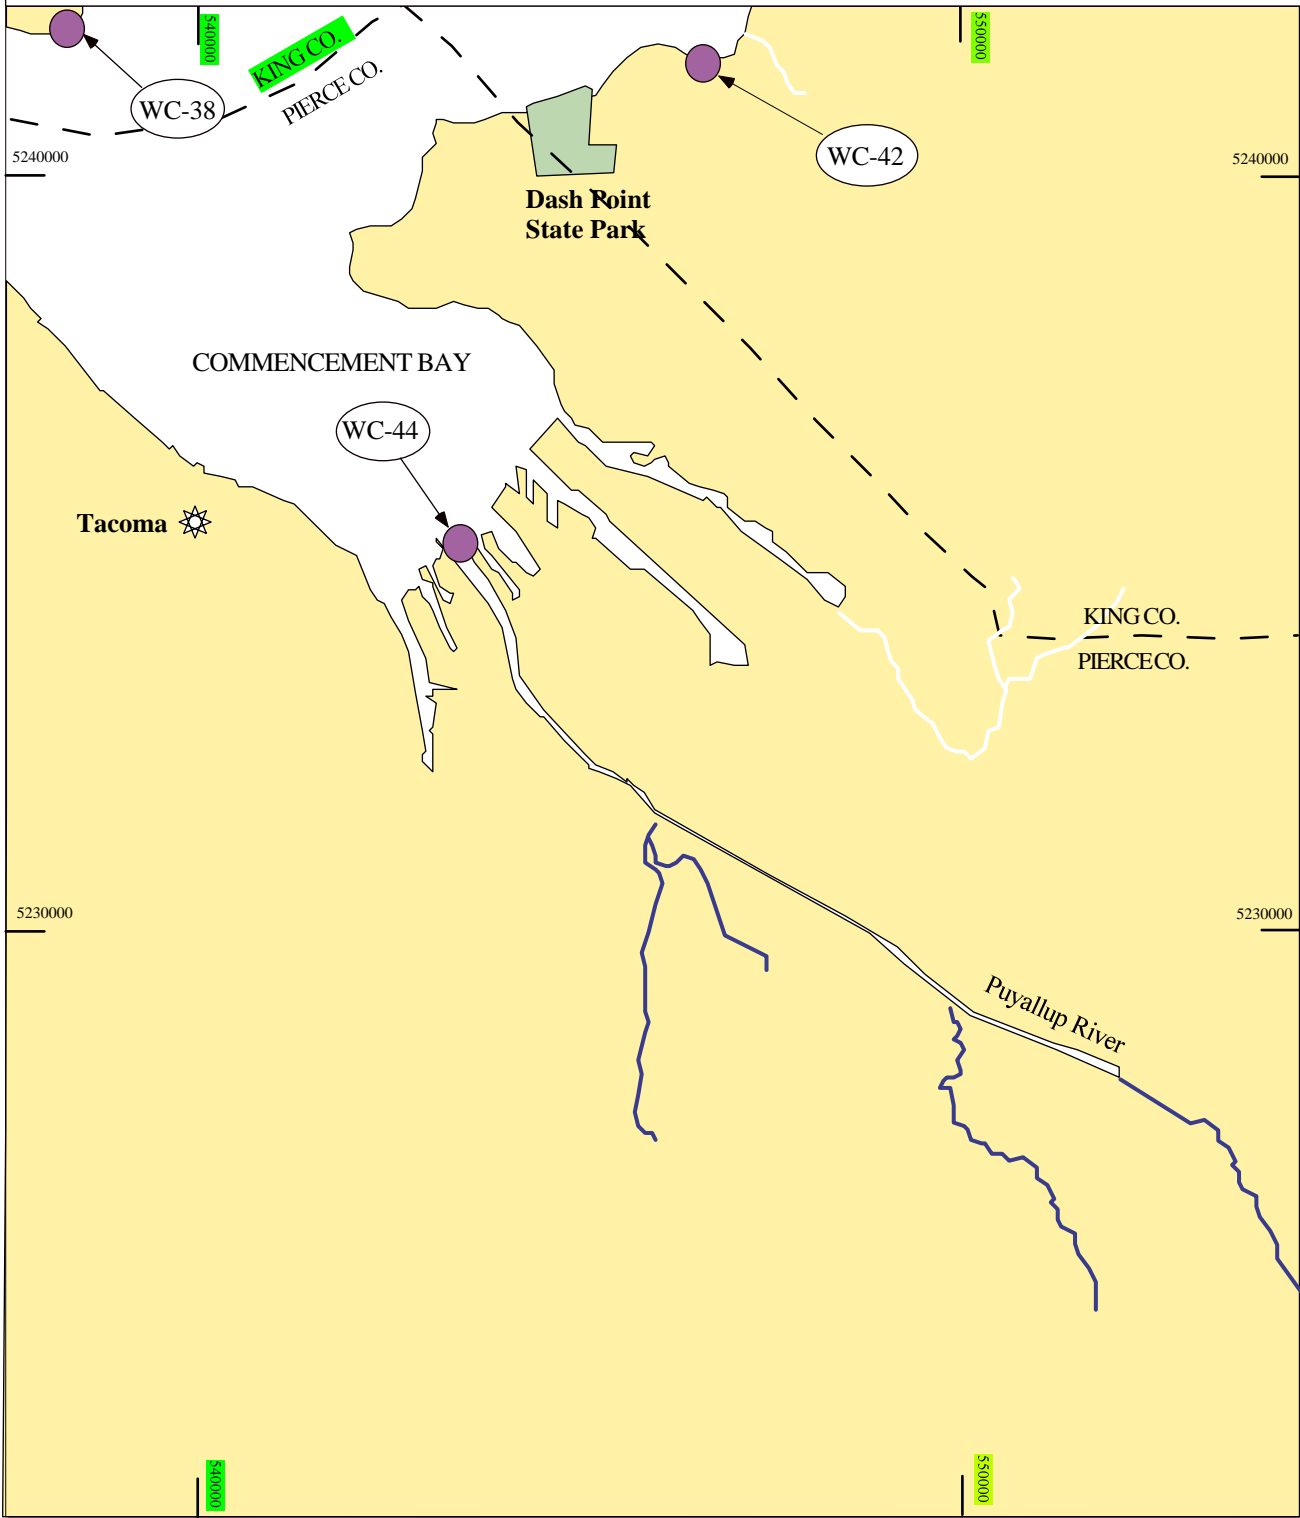 540000
550000
KING CO.
PIERCE CO.
WC-38
WC-42
5240000
5240000
Dash Point
State Park
COMMENCEMENT BAY
WC-44
Tacoma
KING CO.
PIERCE CO.
5230000
5230000
Puyallup River
540000
550000